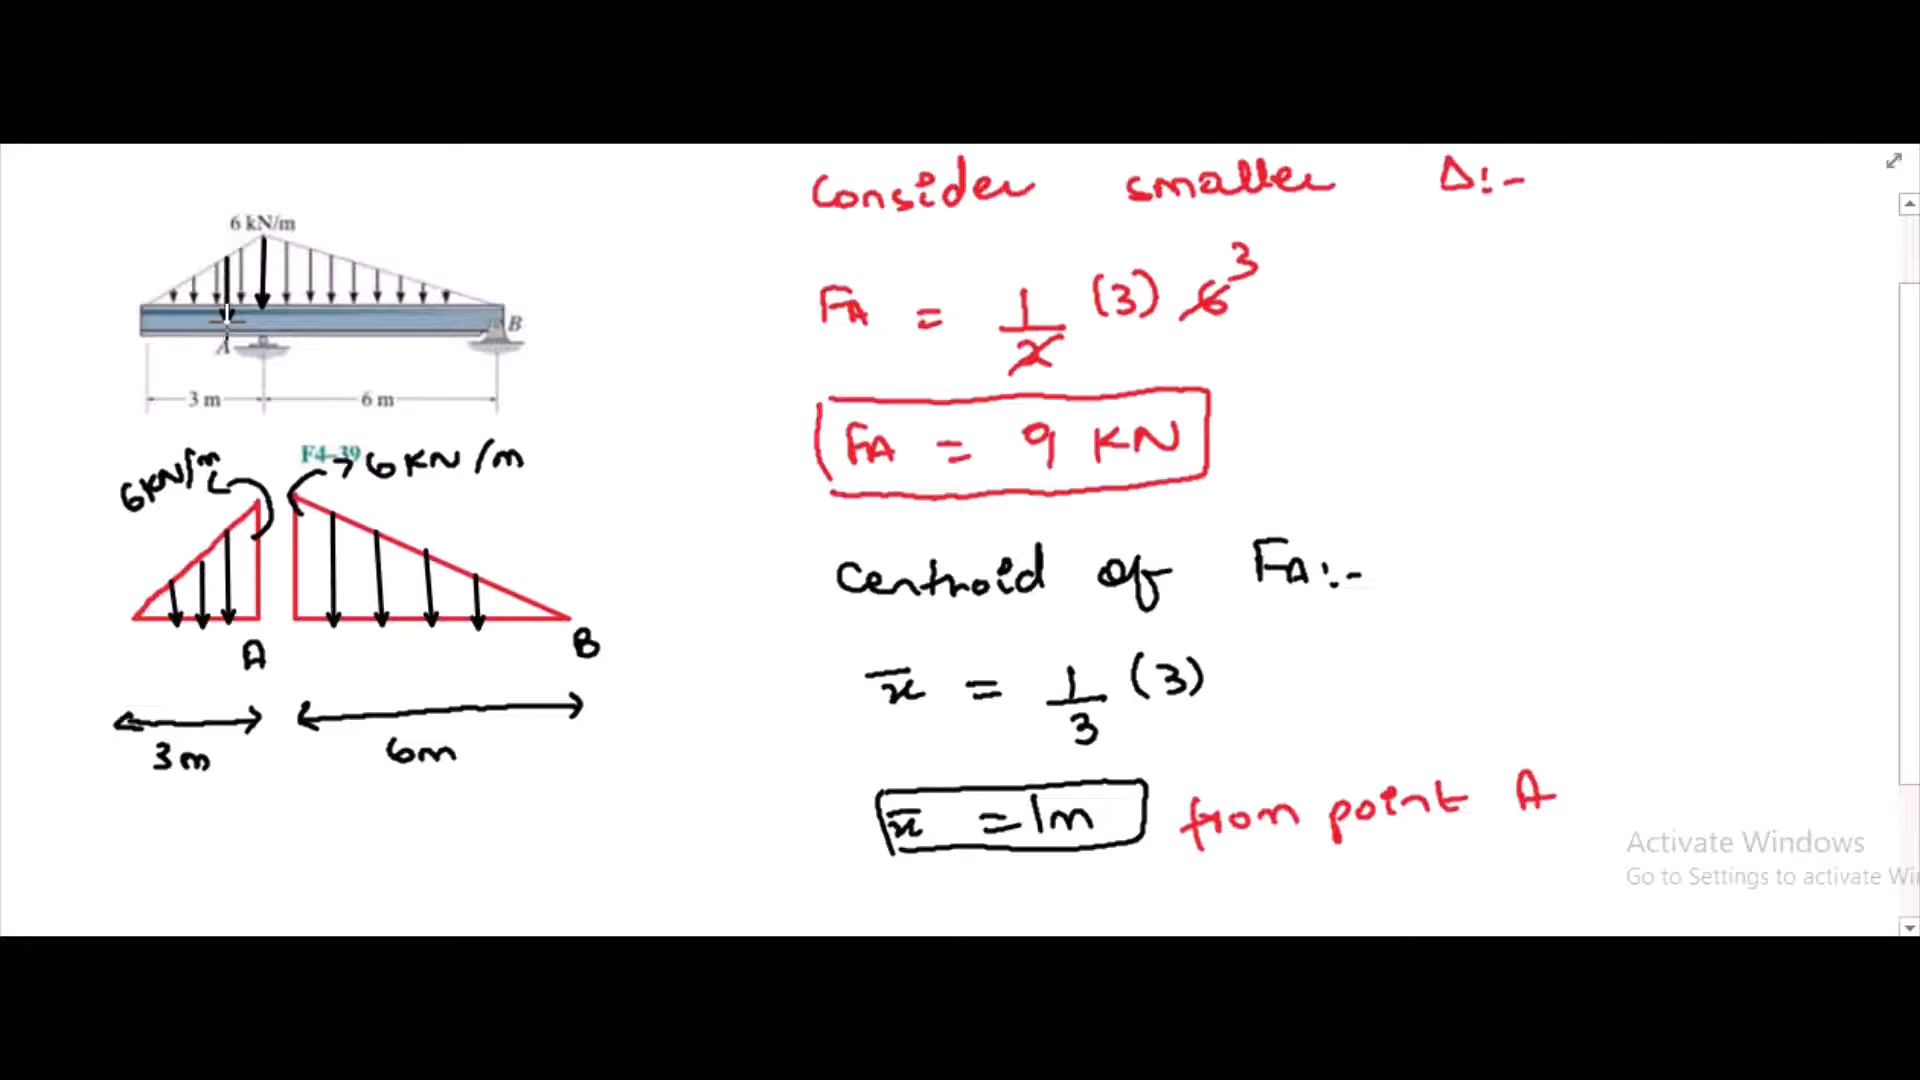 consider smaller Δ:-
6 kN/m
FA = 1/2 (3) 6 3
A
B
3 m
6 m
FA = 9 KN
F4-39
6KN/m
6KN/m
centroid of FA:-
A
B
x̄ = 1/3 (3)
3m
6m
x̄ = 1m from point A
Activate Windows
Go to Settings to activate Wi